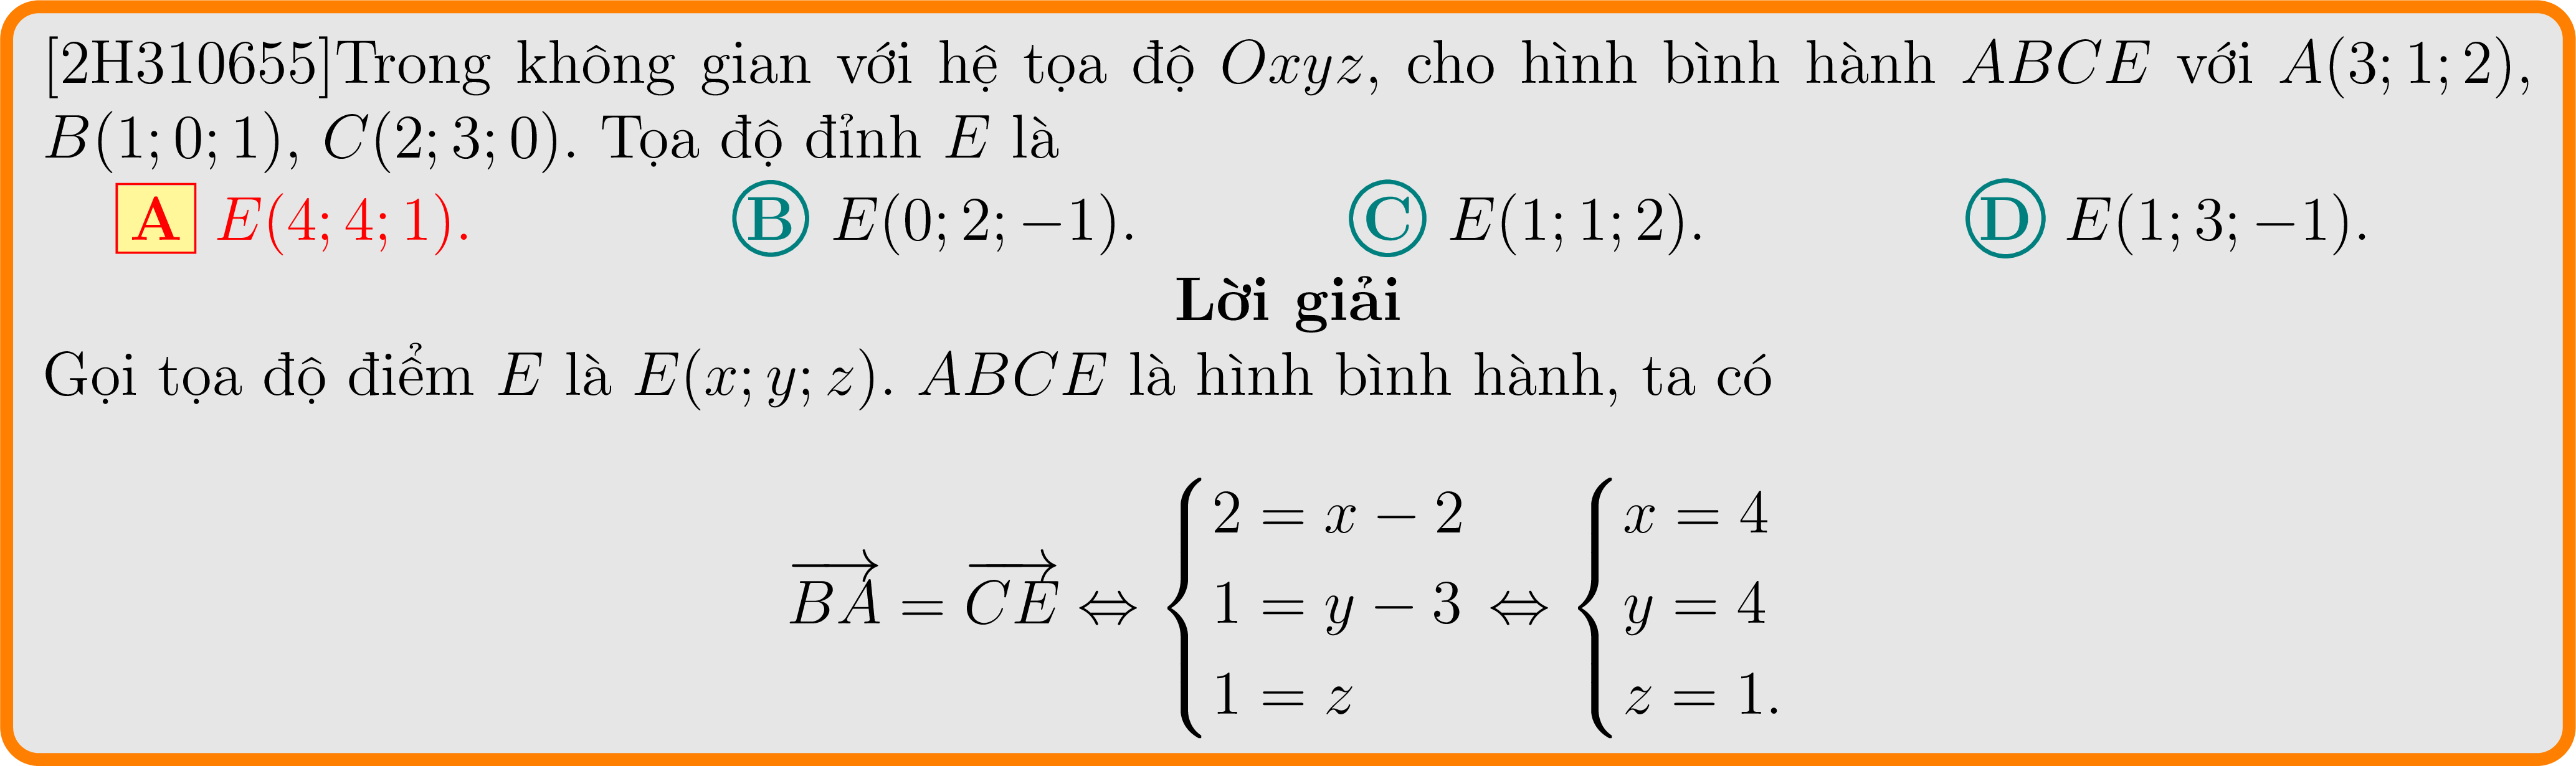 [2H310655]Trong không gian với hệ tọa độ Oxyz, cho hình bình hành ABCE với A(3; 1; 2),
B(1; 0; 1), C(2; 3; 0). Tọa độ đỉnh E là
A E(4; 4; 1). B E(0; 2; −1). C E(1; 1; 2). D E(1; 3; −1).
Lời giải
Gọi tọa độ điểm E là E(x; y; z). ABCE là hình bình hành, ta có
$\overrightarrow{BA} = \overrightarrow{CE} \Leftrightarrow \begin{cases} 2 = x - 2 \\ 1 = y - 3 \\ 1 = z \end{cases} \Leftrightarrow \begin{cases} x = 4 \\ y = 4 \\ z = 1. \end{cases}$